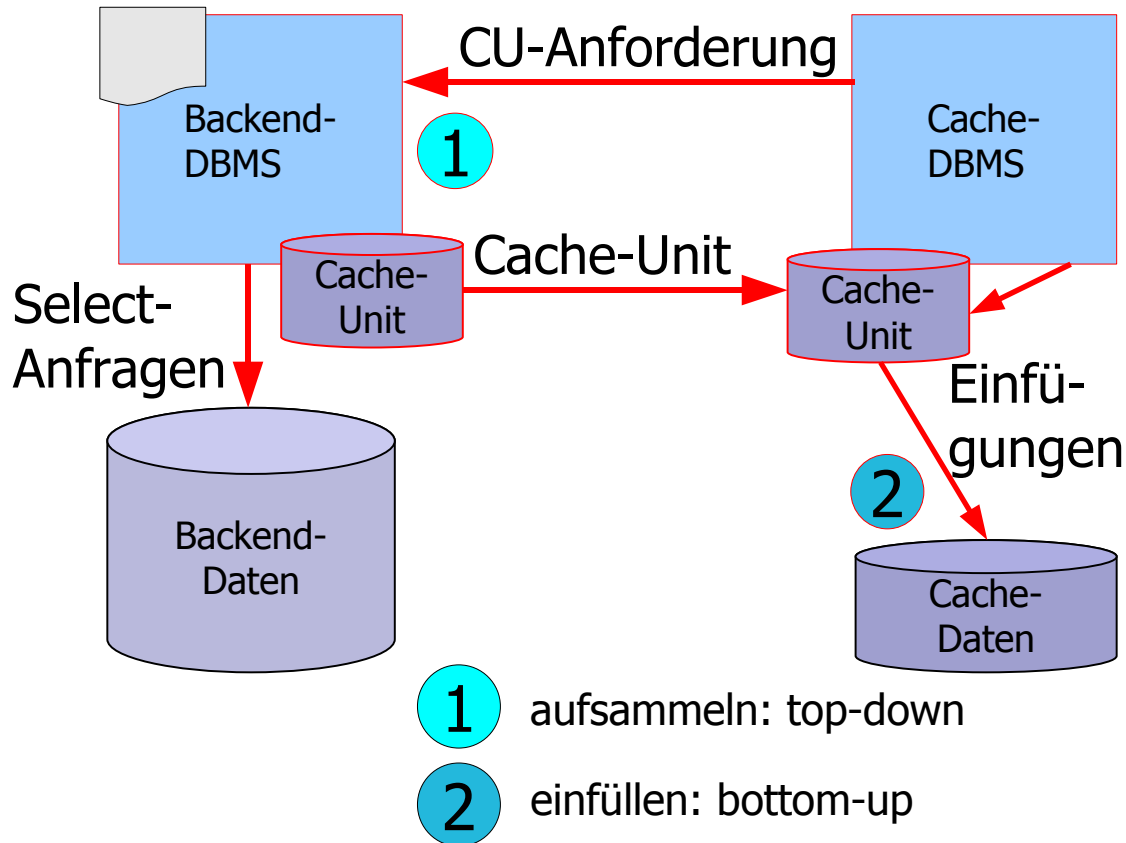 CU-Anforderung
Backend-
DBMS
1
Cache-
DBMS
Cache-Unit
Cache-
Unit
Cache-
Unit
Select-
Anfragen
Einfü-
gungen
2
Backend-
Daten
Cache-
Daten
1 aufsammeln: top-down
2 einfüllen: bottom-up